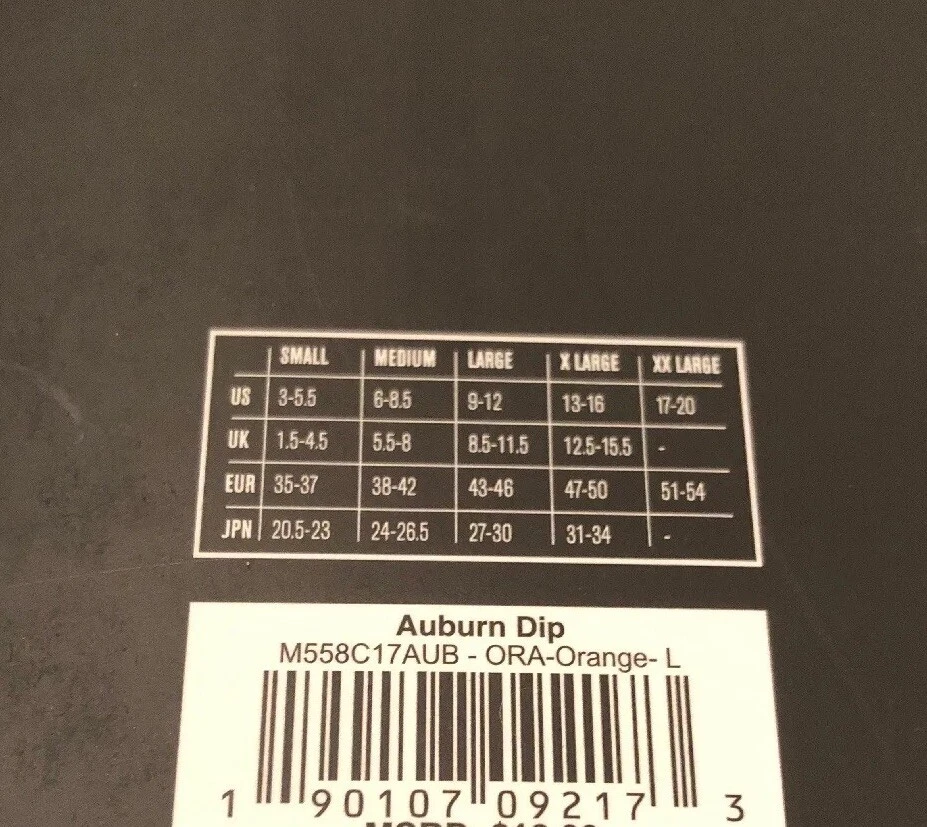 SMALL MEDIUM LARGE X LARGE XX LARGE
US 3-5.5 6-8.5 9-12 13-16 17-20
UK 1.5-4.5 5.5-8 8.5-11.5 12.5-15.5 -
EUR 35-37 38-42 43-46 47-50 51-54
JPN 20.5-23 24-26.5 27-30 31-34 -
Auburn Dip
M558C17AUB - ORA-Orange- L
1 90107 09217 3